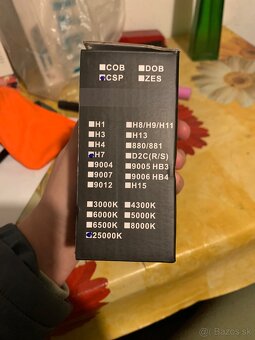 COB DOB
CSP ZES
H1 H8/H9/H11
H3 H13
H4 880/881
H7 D2C(R/S)
9004 9005 HB3
9007 9006 HB4
9012 H15
3000K 4300K
6000K 5000K
6500K 8000K
25000K
Bazos.sk